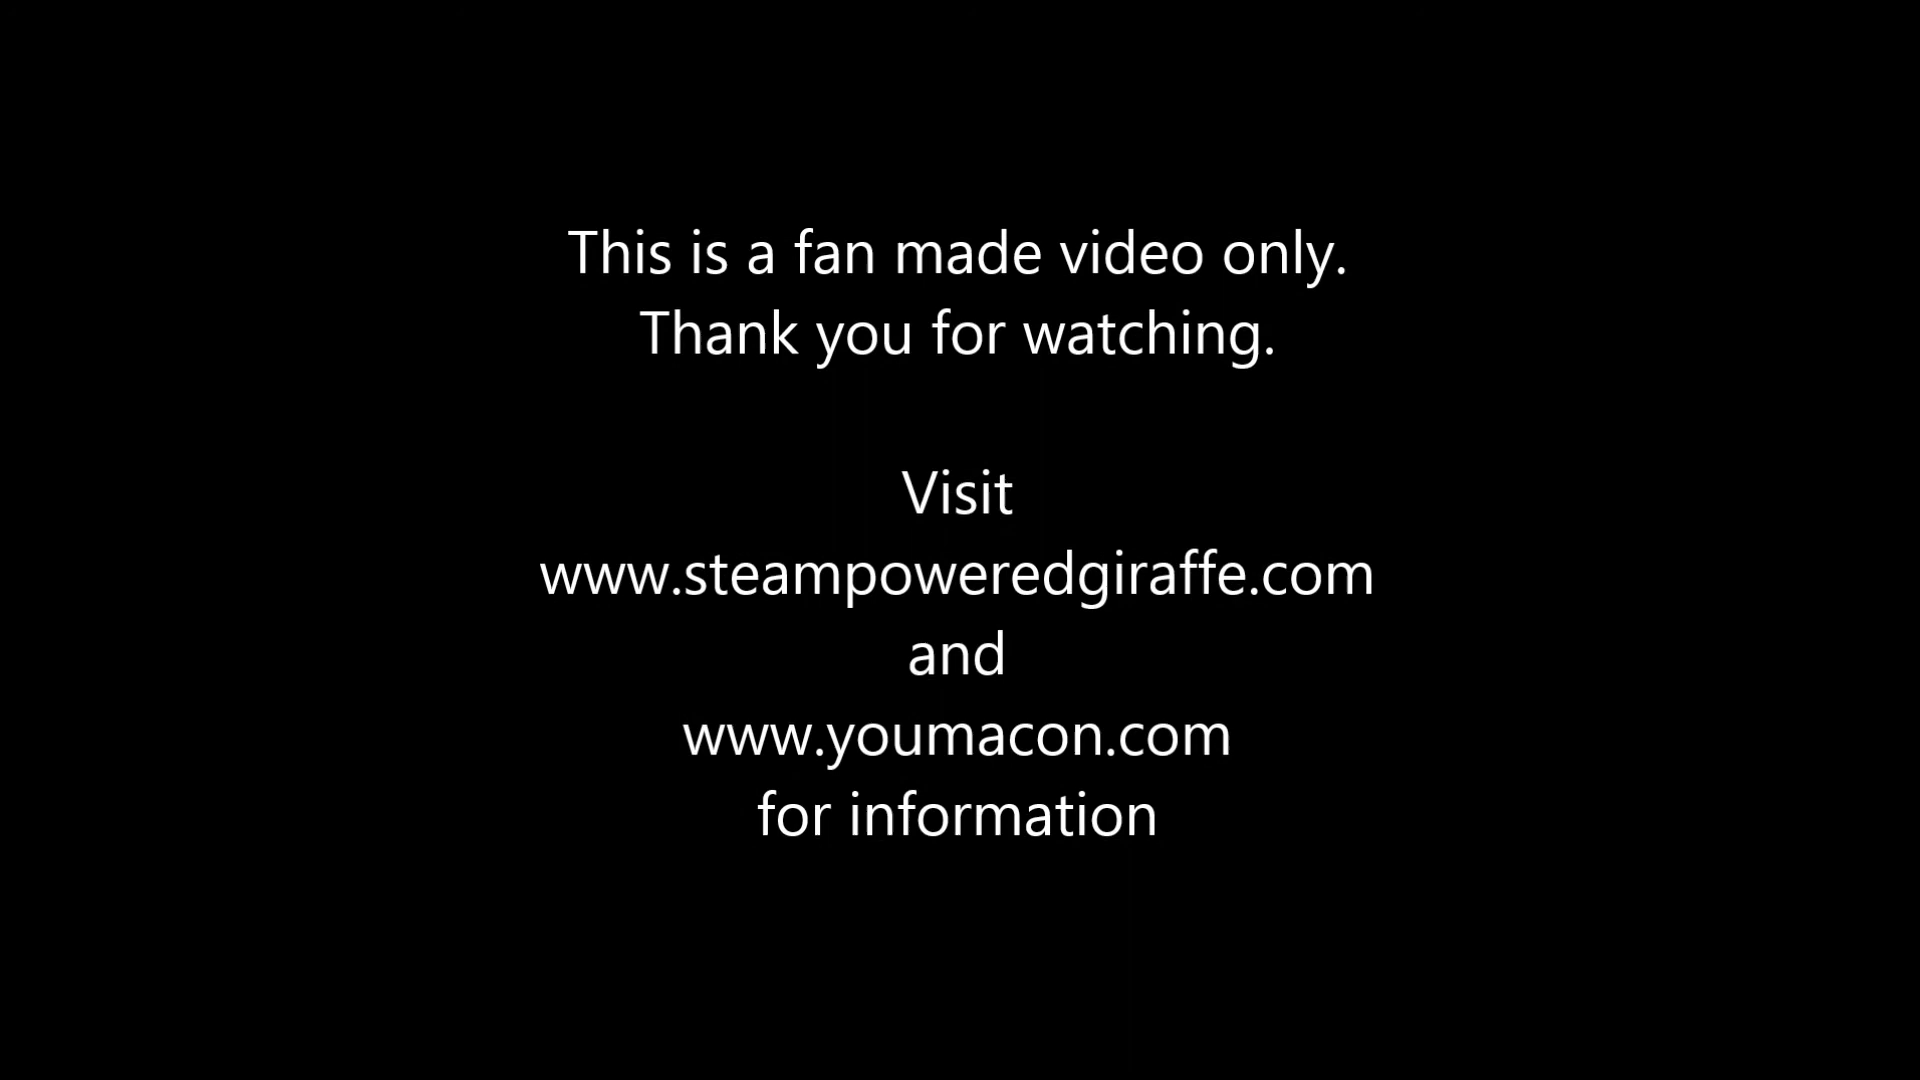 This is a fan made video only.
Thank you for watching.
Visit
www.steampoweredgiraffe.com
and
www.youmacon.com
for information